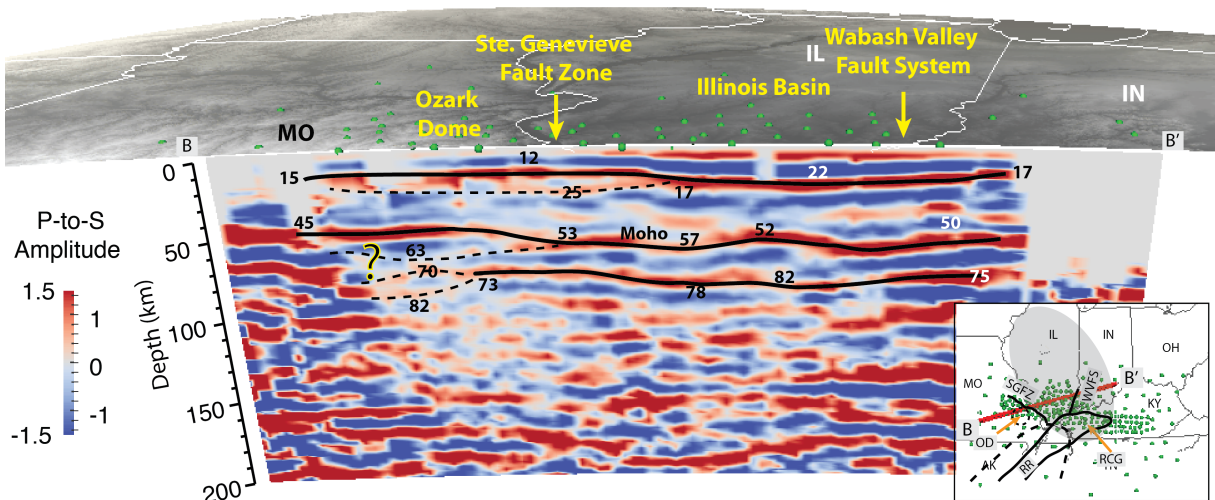 Ste. Genevieve
Fault Zone
IL
Wabash Valley
Fault System
Illinois Basin
IN
Ozark
Dome
MO
B
B'
0
50
100
150
200
Depth (km)
12
15
22
17
25
17
45
53
Moho
57
52
50
63
?
70
73
82
78
82
75
P-to-S
Amplitude
1.5
1
0
-1
-1.5
IL
IN
OH
MO
SGFZ
WVFS
B'
KY
B
OD
AK
RR
RCG